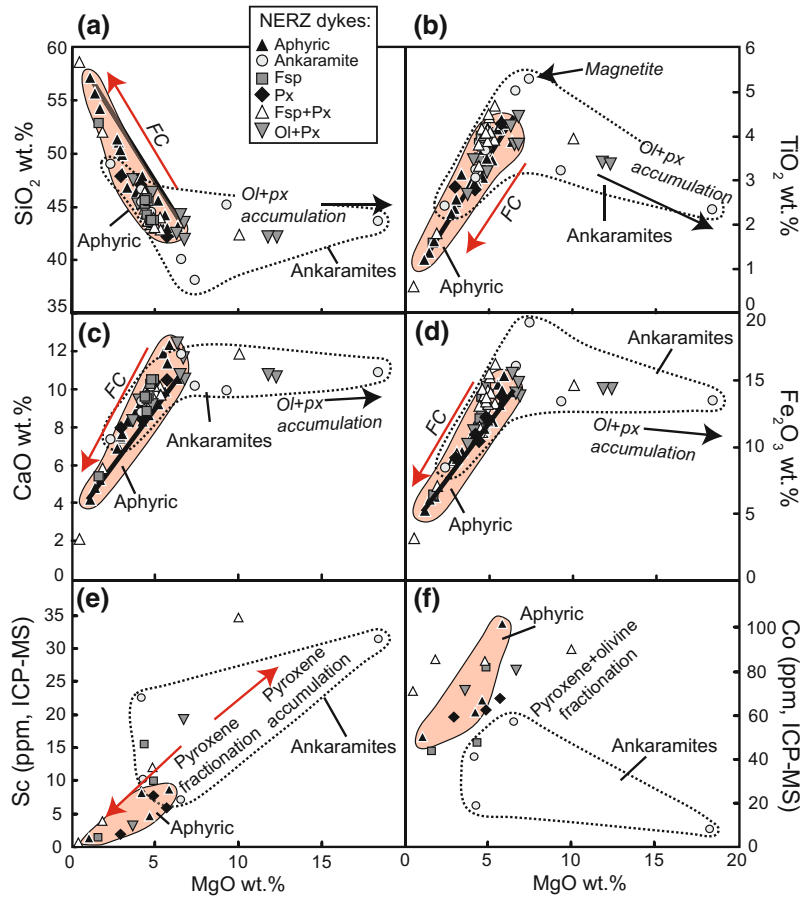 (a)
NERZ dykes:
Aphyric
Ankaramite
Fsp
Px
Fsp+Px
Ol+Px
60
55
50
45
40
35
SiO2 wt.%
FC
Ol+px
accumulation
Aphyric
Ankaramites
(b)
Magnetite
Ol+px
accumulation
FC
Ankaramites
Aphyric
6
5
4
3
2
1
0
TiO2 wt.%
(c)
12
10
8
6
4
2
0
CaO wt.%
FC
Ol+px
accumulation
Ankaramites
Aphyric
(d)
Ankaramites
FC
Ol+px
accumulation
Aphyric
20
15
10
5
0
Fe2O3 wt.%
(e)
35
30
25
20
15
10
5
0
Sc (ppm, ICP-MS)
Pyroxene
accumulation
Pyroxene
fractionation
Ankaramites
Aphyric
0
5
10
15
MgO wt.%
(f)
Aphyric
Pyroxene+olivine
fractionation
Ankaramites
100
80
60
40
20
0
Co (ppm, ICP-MS)
5
10
15
20
MgO wt.%